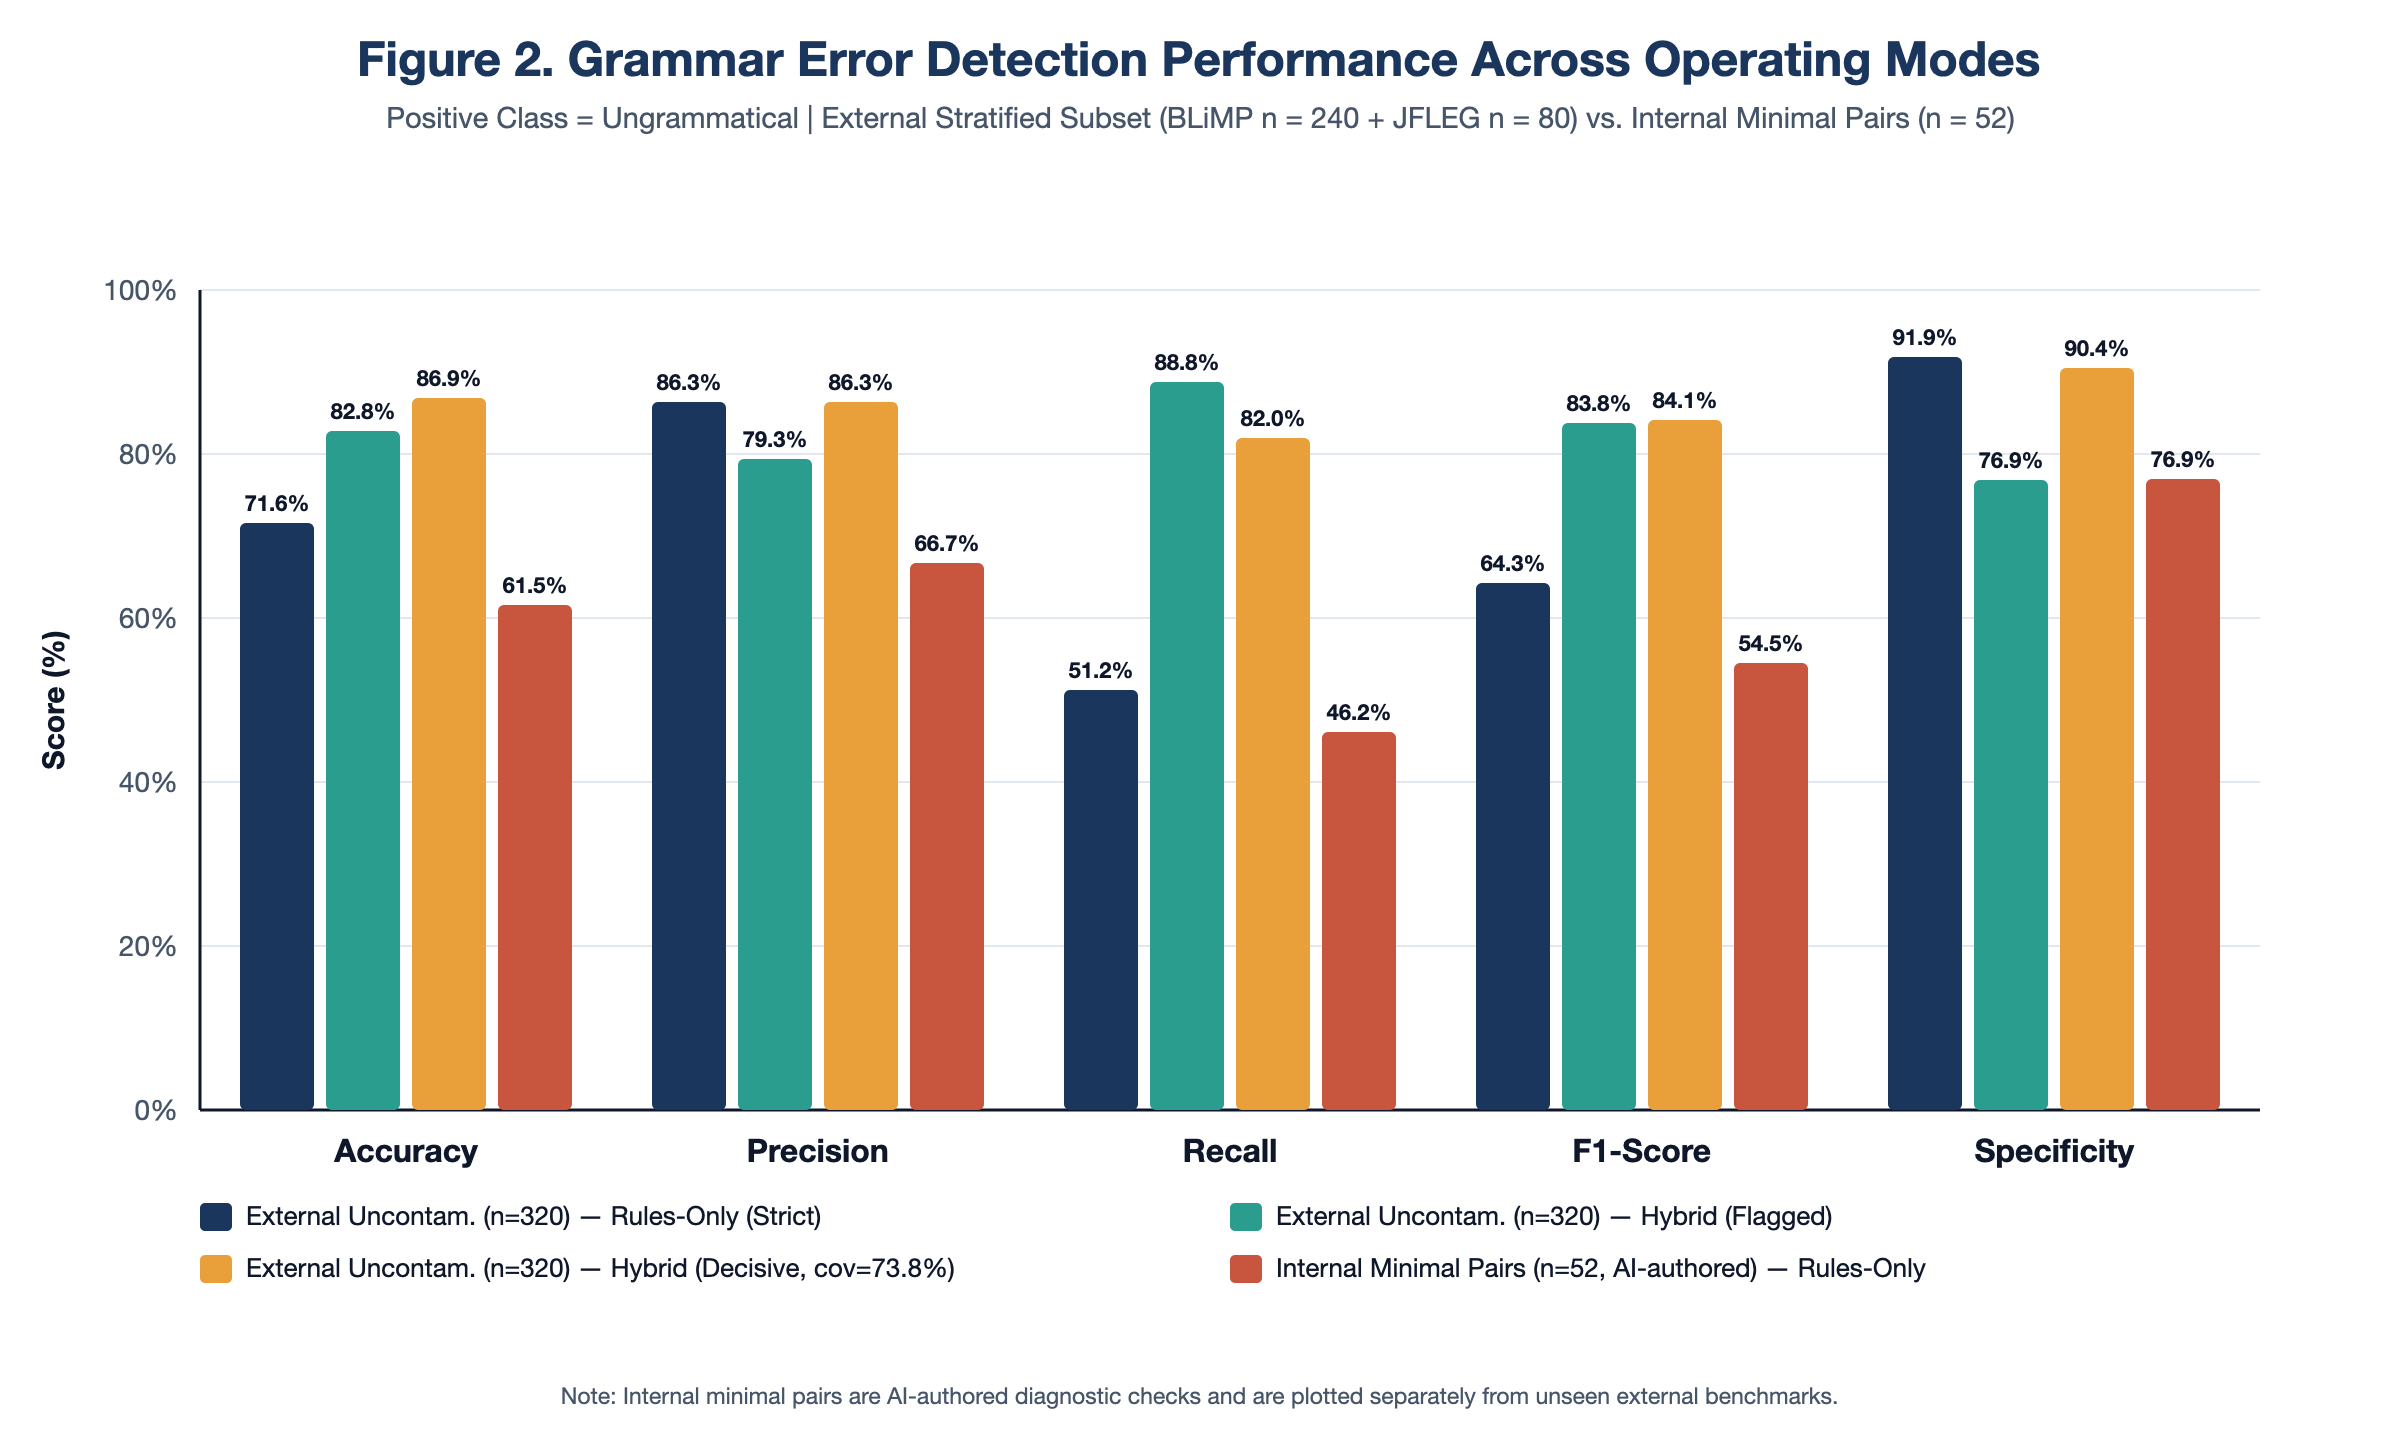 Figure 2. Grammar Error Detection Performance Across Operating Modes
Positive Class = Ungrammatical | External Stratified Subset (BLiMP n = 240 + JFLEG n = 80) vs. Internal Minimal Pairs (n = 52)
Score (%)
100%
80%
60%
40%
20%
0%
71.6%
82.8%
86.9%
61.5%
86.3%
79.3%
86.3%
66.7%
51.2%
88.8%
82.0%
46.2%
64.3%
83.8%
84.1%
54.5%
91.9%
76.9%
90.4%
76.9%
Accuracy
Precision
Recall
F1-Score
Specificity
External Uncontam. (n=320) — Rules-Only (Strict)
External Uncontam. (n=320) — Hybrid (Flagged)
External Uncontam. (n=320) — Hybrid (Decisive, cov=73.8%)
Internal Minimal Pairs (n=52, AI-authored) — Rules-Only
Note: Internal minimal pairs are AI-authored diagnostic checks and are plotted separately from unseen external benchmarks.